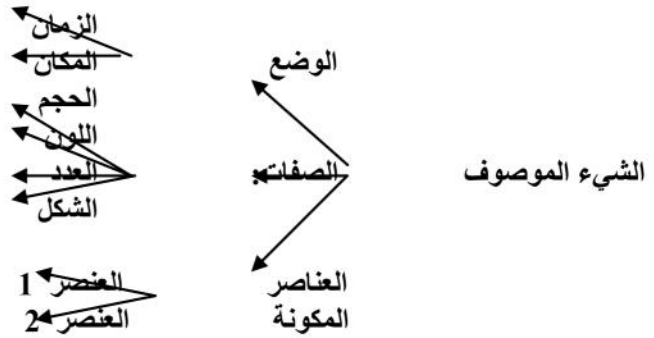 الزمان
المكان
الوضع
الحجم
اللون
الشيء الموصوف
الصفات:
العدد
الشكل
العناصر
العنصر 1
المكونة
العنصر 2